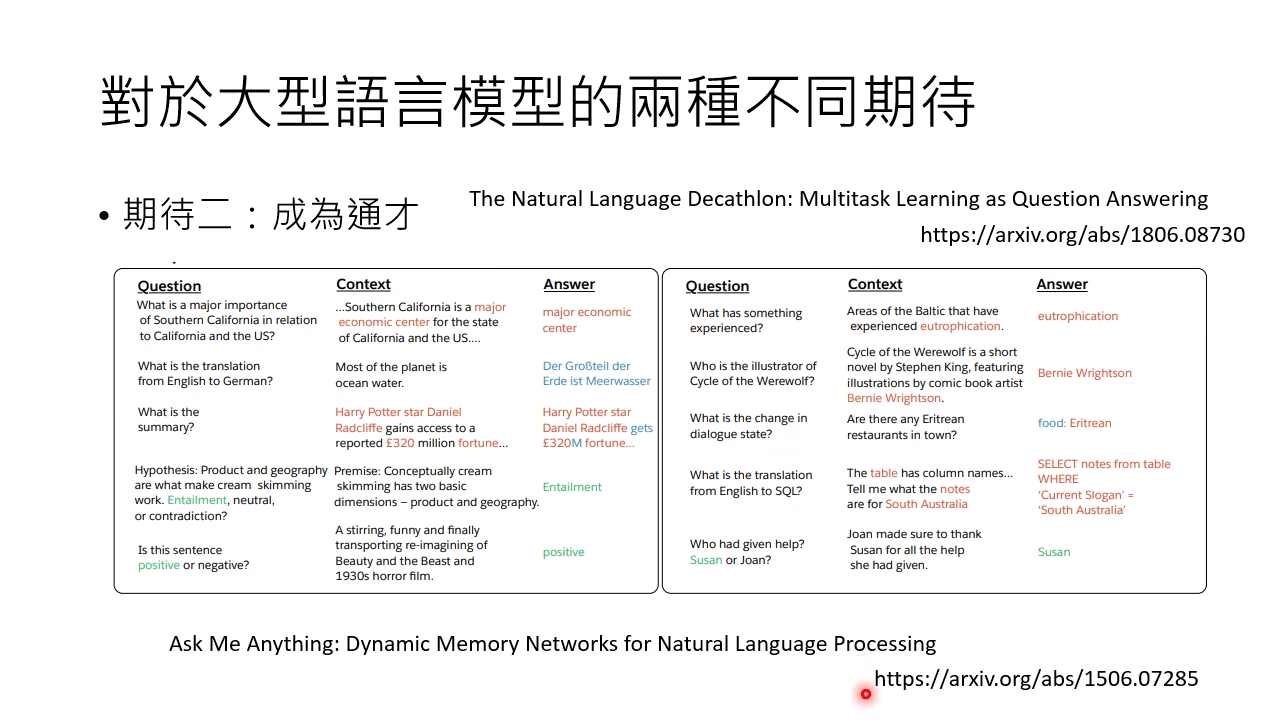 對於大型語言模型的兩種不同期待
• 期待二：成為通才
The Natural Language Decathlon: Multitask Learning as Question Answering
https://arxiv.org/abs/1806.08730
Question Context Answer
What is a major importance
of Southern California in relation
to California and the US?
...Southern California is a major
economic center for the state
of California and the US....
major economic
center
What is the translation
from English to German?
Most of the planet is
ocean water.
Der Großteil der
Erde ist Meerwasser
What is the
summary?
Harry Potter star Daniel
Radcliffe gains access to a
reported £320 million fortune...
Harry Potter star
Daniel Radcliffe gets
£320M fortune...
Hypothesis: Product and geography
are what make cream skimming
work. Entailment, neutral,
or contradiction?
Premise: Conceptually cream
skimming has two basic
dimensions – product and geography.
Entailment
Is this sentence
positive or negative?
A stirring, funny and finally
transporting re-imagining of
Beauty and the Beast and
1930s horror film.
positive
Question Context Answer
What has something
experienced?
Areas of the Baltic that have
experienced eutrophication.
eutrophication
Who is the illustrator of
Cycle of the Werewolf?
Cycle of the Werewolf is a short
novel by Stephen King, featuring
illustrations by comic book artist
Bernie Wrightson.
Bernie Wrightson
What is the change in
dialogue state?
Are there any Eritrean
restaurants in town?
food: Eritrean
What is the translation
from English to SQL?
The table has column names...
Tell me what the notes
are for South Australia
SELECT notes from table
WHERE
‘Current Slogan’ =
‘South Australia’
Who had given help?
Susan or Joan?
Joan made sure to thank
Susan for all the help
she had given.
Susan
Ask Me Anything: Dynamic Memory Networks for Natural Language Processing
https://arxiv.org/abs/1506.07285